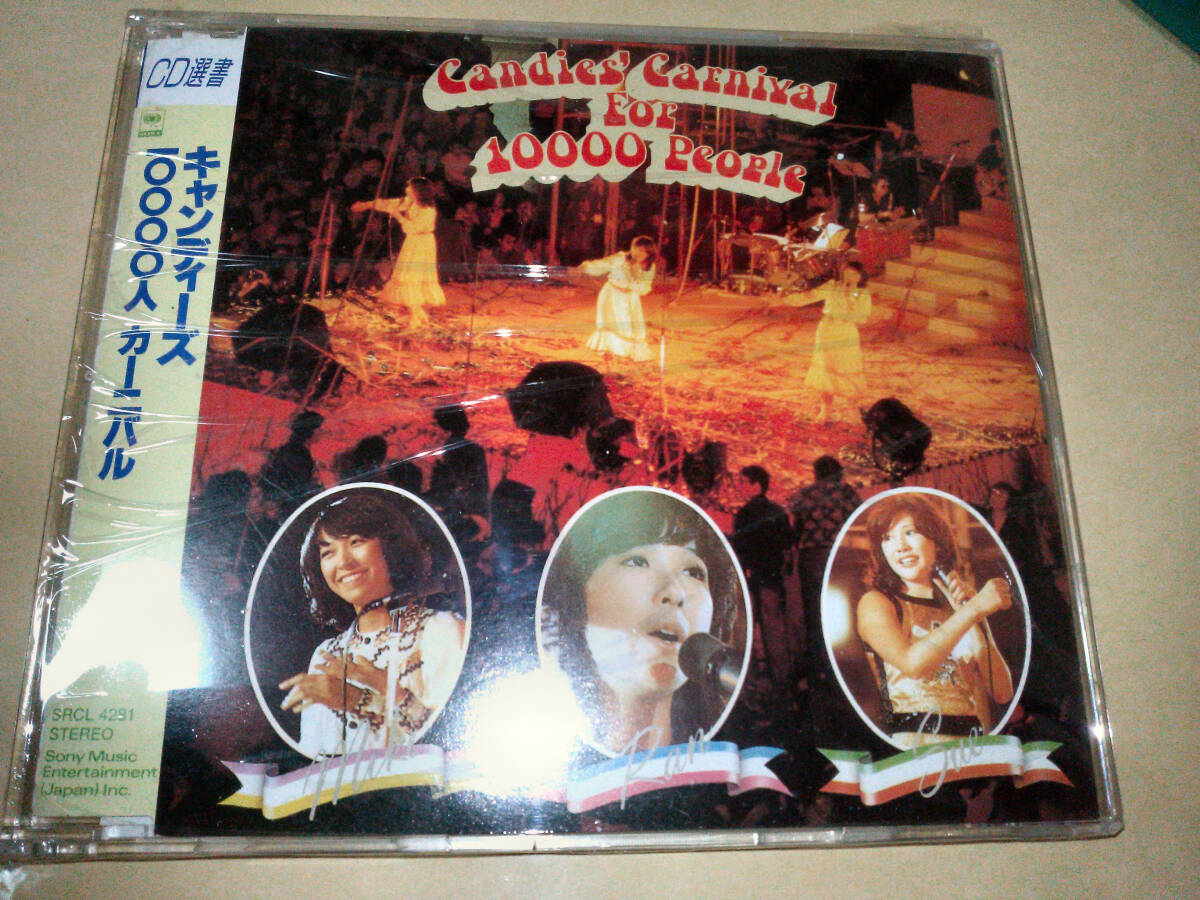 CD選書
キャンディーズ
10000人 カーニバル
SRCL 4291
STEREO
Sony Music
Entertainment
(Japan) Inc.
Candies' Carnival
For
10000 People
Miki
Ran
Sue